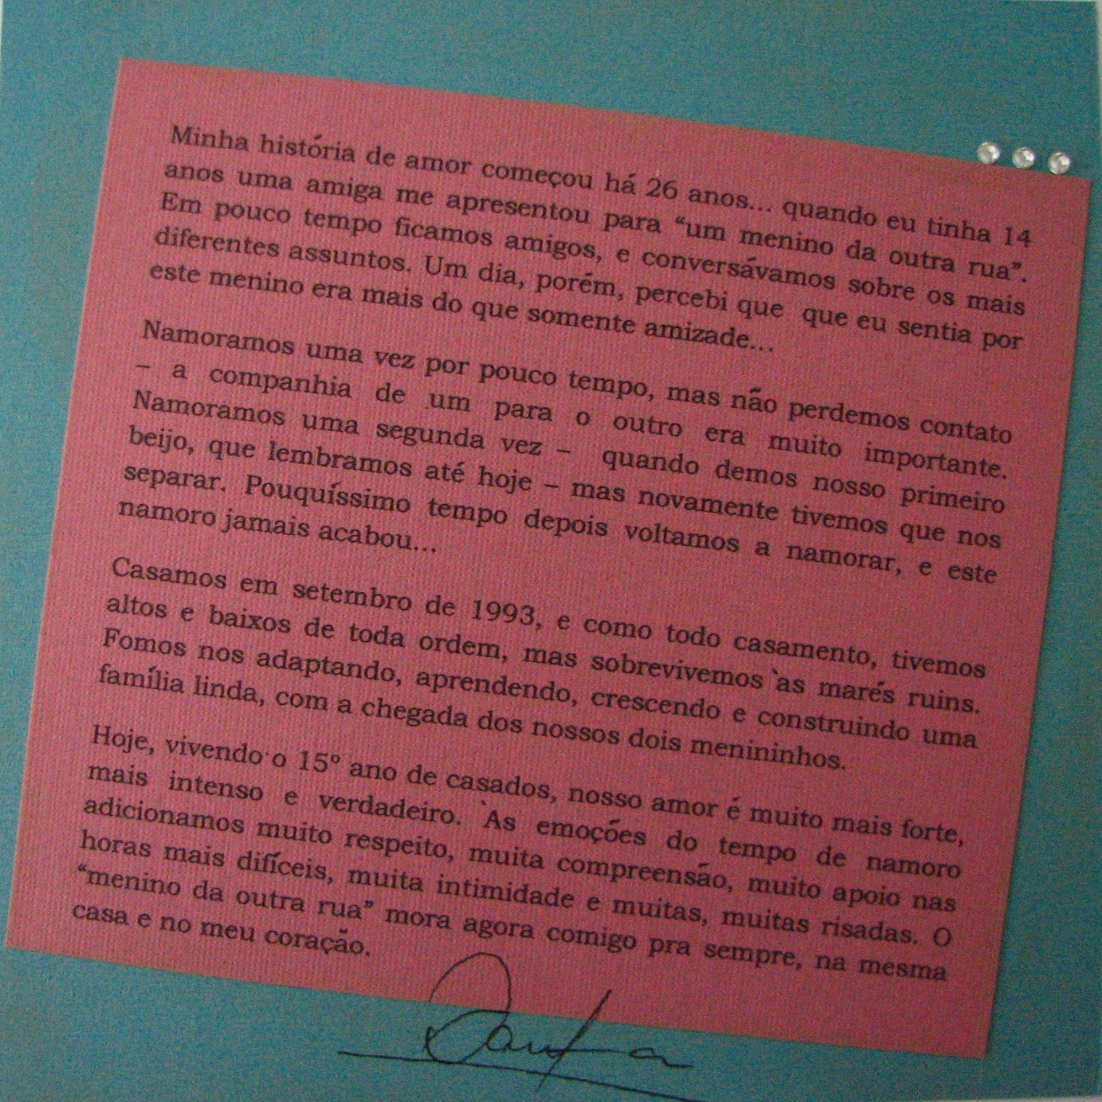 Minha história de amor começou há 26 anos... quando eu tinha 14
anos uma amiga me apresentou para “um menino da outra rua”.
Em pouco tempo ficamos amigos, e conversávamos sobre os mais
diferentes assuntos. Um dia, porém, percebi que que eu sentia por
este menino era mais do que somente amizade...
Namoramos uma vez por pouco tempo, mas não perdemos contato
– a companhia de um para o outro era muito importante.
Namoramos uma segunda vez – quando demos nosso primeiro
beijo, que lembramos até hoje – mas novamente tivemos que nos
separar. Pouquíssimo tempo depois voltamos a namorar, e este
namoro jamais acabou...
Casamos em setembro de 1993, e como todo casamento, tivemos
altos e baixos de toda ordem, mas sobrevivemos `as marés ruins.
Fomos nos adaptando, aprendendo, crescendo e construindo uma
família linda, com a chegada dos nossos dois menininhos.
Hoje, vivendo o 15º ano de casados, nosso amor é muito mais forte,
mais intenso e verdadeiro. `As emoções do tempo de namoro
adicionamos muito respeito, muita compreensão, muito apoio nas
horas mais difíceis, muita intimidade e muitas, muitas risadas. O
“menino da outra rua” mora agora comigo pra sempre, na mesma
casa e no meu coração.